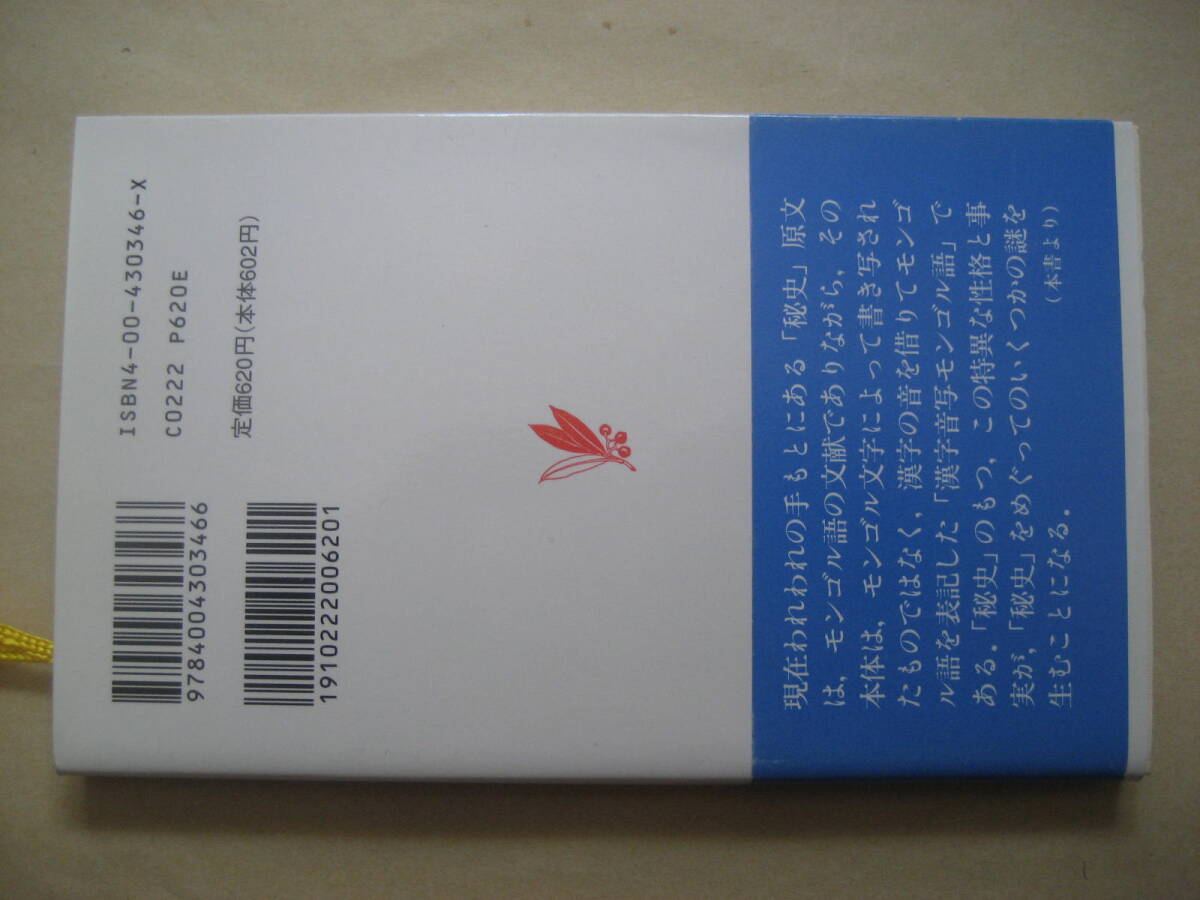 ISBN4-00-430346-X
C0222 P620E
定価620円(本体602円)
9784004303466
1910222006201
現在われわれの手もとにある「秘史」原文
は,モンゴル語の文献でありながら,その
本体は,モンゴル文字によって書き写され
たものではなく,漢字の音を借りてモンゴ
ル語を表記した「漢字音写モンゴル語」で
ある.「秘史」のもつ,この特異な性格と事
実が,「秘史」をめぐってのいくつかの謎を
生むことになる.
(本書より)